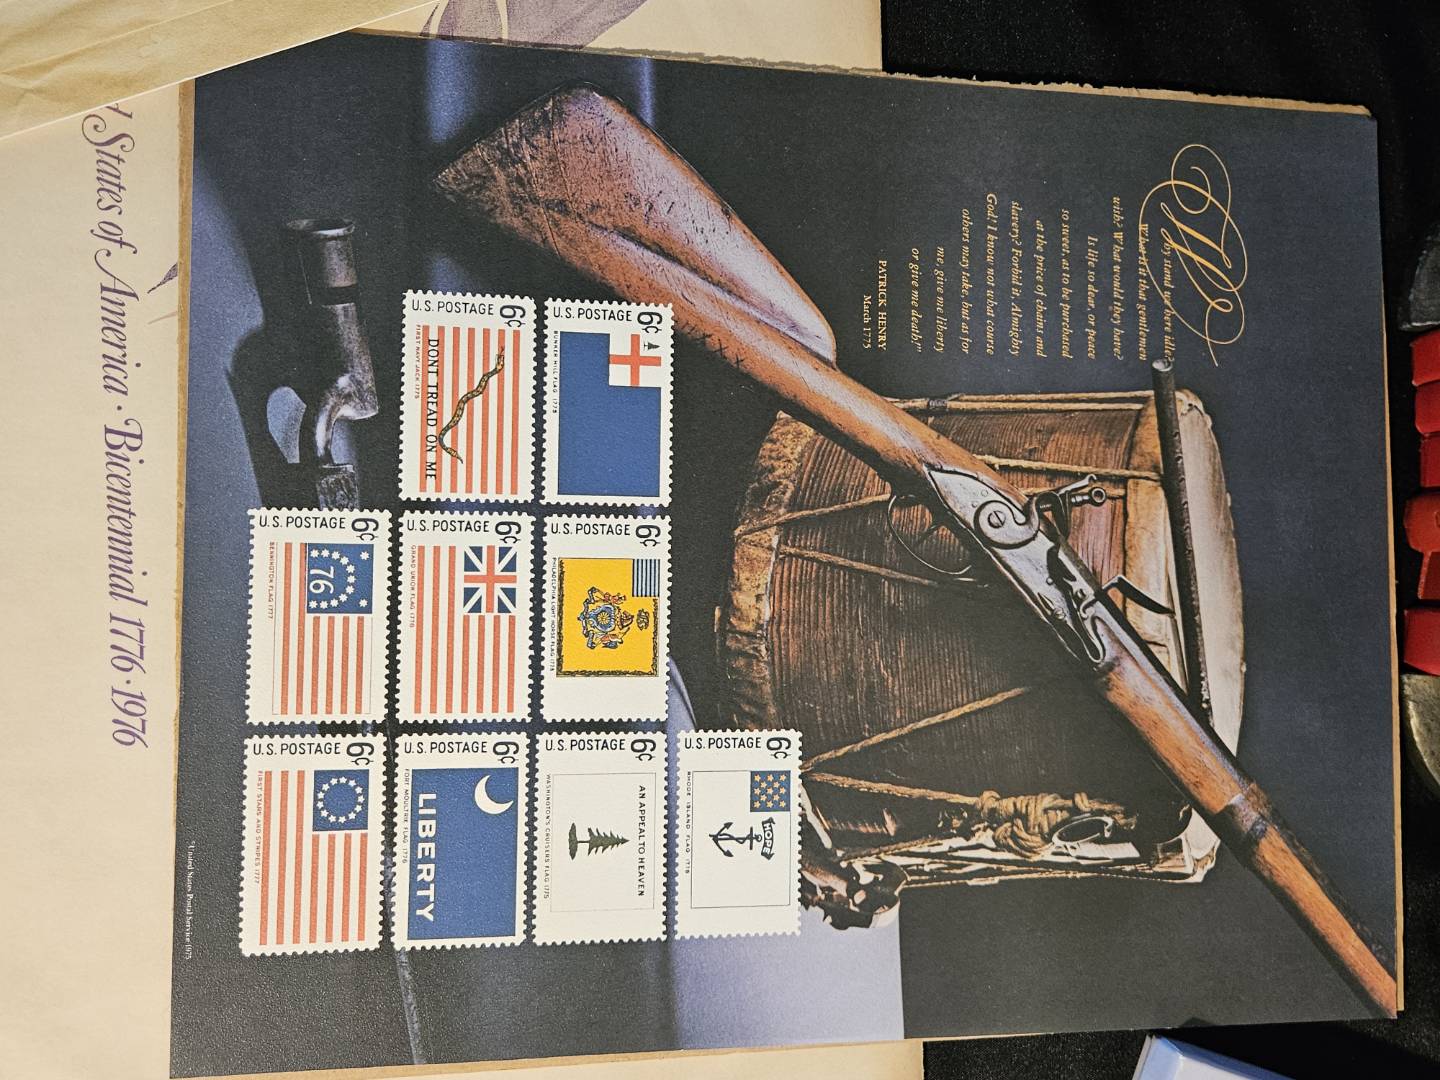 Why stand we here idle?
What is it that gentlemen
wish? What would they have?
Is life so dear, or peace
so sweet, as to be purchased
at the price of chains and
slavery? Forbid it, Almighty
God! I know not what course
others may take, but as for
me, give me liberty
or give me death!"
PATRICK HENRY
March 1775
6¢
U.S. POSTAGE
HOPE
RHODE ISLAND FLAG 1775
6¢
U.S. POSTAGE
BUNKER HILL FLAG 1775
6¢
U.S. POSTAGE
PHILADELPHIA LIGHT HORSE FLAG 1775
6¢
U.S. POSTAGE
AN APPEAL TO HEAVEN
WASHINGTON'S CRUISERS FLAG 1775
6¢
U.S. POSTAGE
DONT TREAD ON ME
FIRST NAVY JACK 1775
6¢
U.S. POSTAGE
GRAND UNION FLAG 1776
6¢
U.S. POSTAGE
LIBERTY
FORT MOULTRIE FLAG 1776
6¢
U.S. POSTAGE
76
BENNINGTON FLAG 1777
6¢
U.S. POSTAGE
FIRST STARS AND STRIPES 1777
©United States Postal Service 1975
States of America · Bicentennial 1776·1976